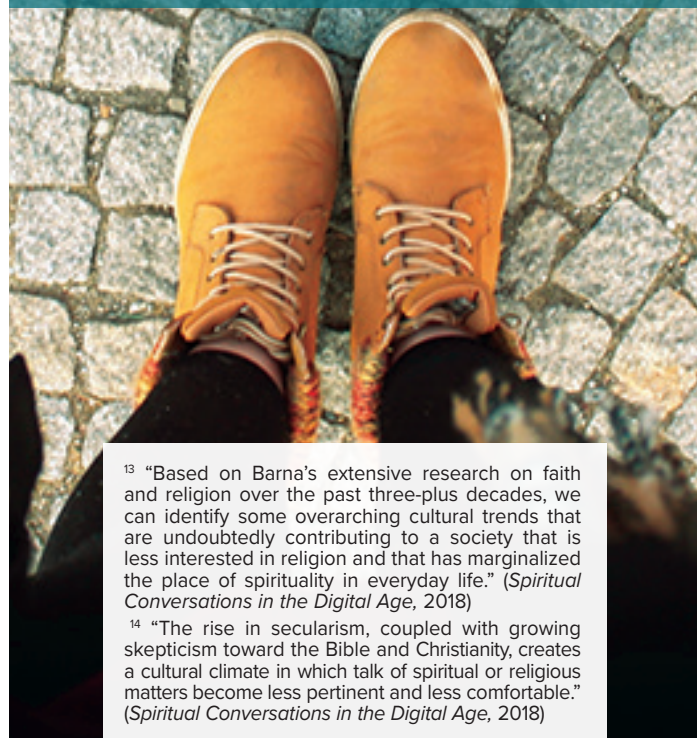 13 “Based on Barna’s extensive research on faith
and religion over the past three-plus decades, we
can identify some overarching cultural trends that
are undoubtedly contributing to a society that is
less interested in religion and that has marginalized
the place of spirituality in everyday life.” (Spiritual
Conversations in the Digital Age, 2018)
14 “The rise in secularism, coupled with growing
skepticism toward the Bible and Christianity, creates
a cultural climate in which talk of spiritual or religious
matters become less pertinent and less comfortable.”
(Spiritual Conversations in the Digital Age, 2018)